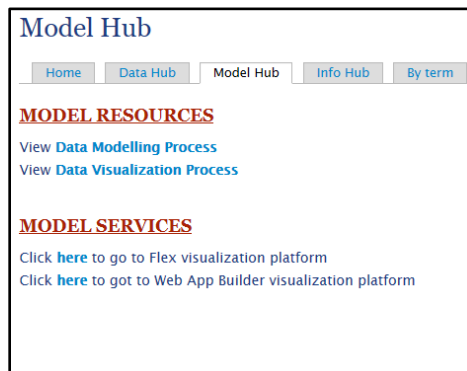 Model Hub
Home Data Hub Model Hub Info Hub By term
MODEL RESOURCES
View Data Modelling Process
View Data Visualization Process
MODEL SERVICES
Click here to go to Flex visualization platform
Click here to got to Web App Builder visualization platform